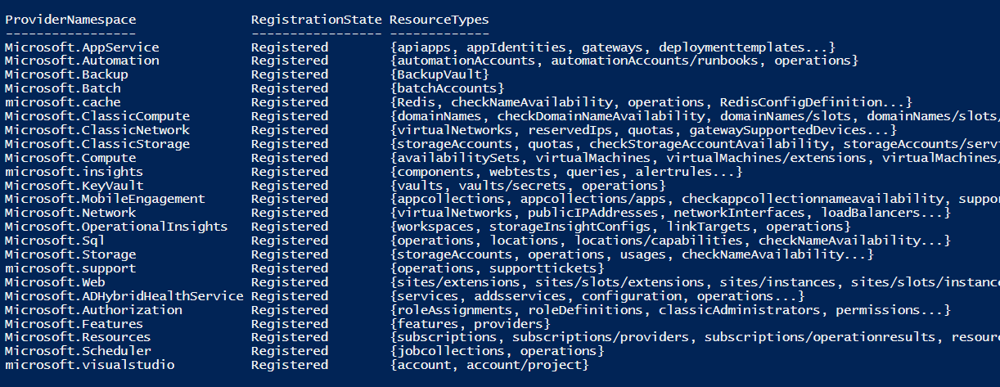 ProviderNamespace RegistrationState ResourceTypes
----------------- ----------------- -------------
Microsoft.AppService Registered {apiapps, appIdentities, gateways, deploymenttemplates...}
Microsoft.Automation Registered {automationAccounts, automationAccounts/runbooks, operations}
Microsoft.Backup Registered {BackupVault}
Microsoft.Batch Registered {batchAccounts}
microsoft.cache Registered {Redis, checkNameAvailability, operations, RedisConfigDefinition...}
Microsoft.ClassicCompute Registered {domainNames, checkDomainNameAvailability, domainNames/slots, domainNames/slots/
Microsoft.ClassicNetwork Registered {virtualNetworks, reservedIps, quotas, gatewaySupportedDevices...}
Microsoft.ClassicStorage Registered {storageAccounts, quotas, checkStorageAccountAvailability, storageAccounts/servi
Microsoft.Compute Registered {availabilitySets, virtualMachines, virtualMachines/extensions, virtualMachines/
microsoft.insights Registered {components, webtests, queries, alertrules...}
Microsoft.KeyVault Registered {vaults, vaults/secrets, operations}
Microsoft.MobileEngagement Registered {appcollections, appcollections/apps, checkappcollectionnameavailability, suppor
Microsoft.Network Registered {virtualNetworks, publicIPAddresses, networkInterfaces, loadBalancers...}
Microsoft.OperationalInsights Registered {workspaces, storageInsightConfigs, linkTargets, operations}
Microsoft.Sql Registered {operations, locations, locations/capabilities, checkNameAvailability...}
Microsoft.Storage Registered {storageAccounts, operations, usages, checkNameAvailability...}
microsoft.support Registered {operations, supporttickets}
Microsoft.Web Registered {sites/extensions, sites/slots/extensions, sites/instances, sites/slots/instance
Microsoft.ADHybridHealthService Registered {services, addsservices, configuration, operations...}
Microsoft.Authorization Registered {roleAssignments, roleDefinitions, classicAdministrators, permissions...}
Microsoft.Features Registered {features, providers}
Microsoft.Resources Registered {subscriptions, subscriptions/providers, subscriptions/operationresults, resourc
Microsoft.Scheduler Registered {jobcollections, operations}
microsoft.visualstudio Registered {account, account/project}